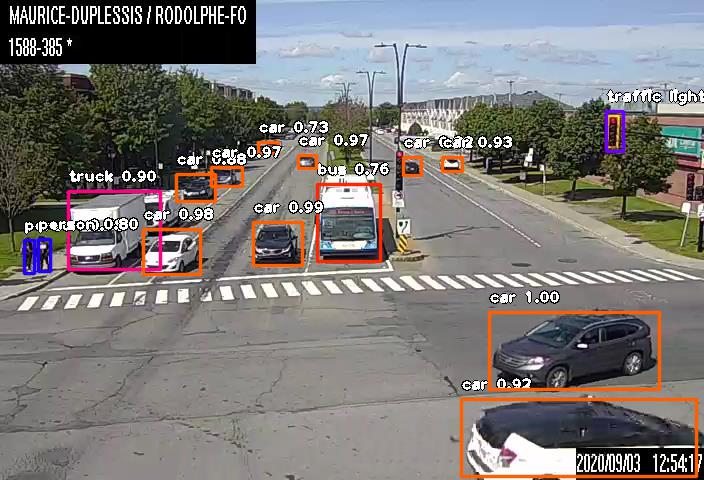 MAURICE-DUPLESSIS / RODOLPHE-FO
1588-385 *
traffic light
car 0.73
car 0.97
car 0.93
car 0.97
bus 0.76
truck 0.90
car 0.99
car 0.98
car 1.00
car 0.92
2020/09/03 12:54:17